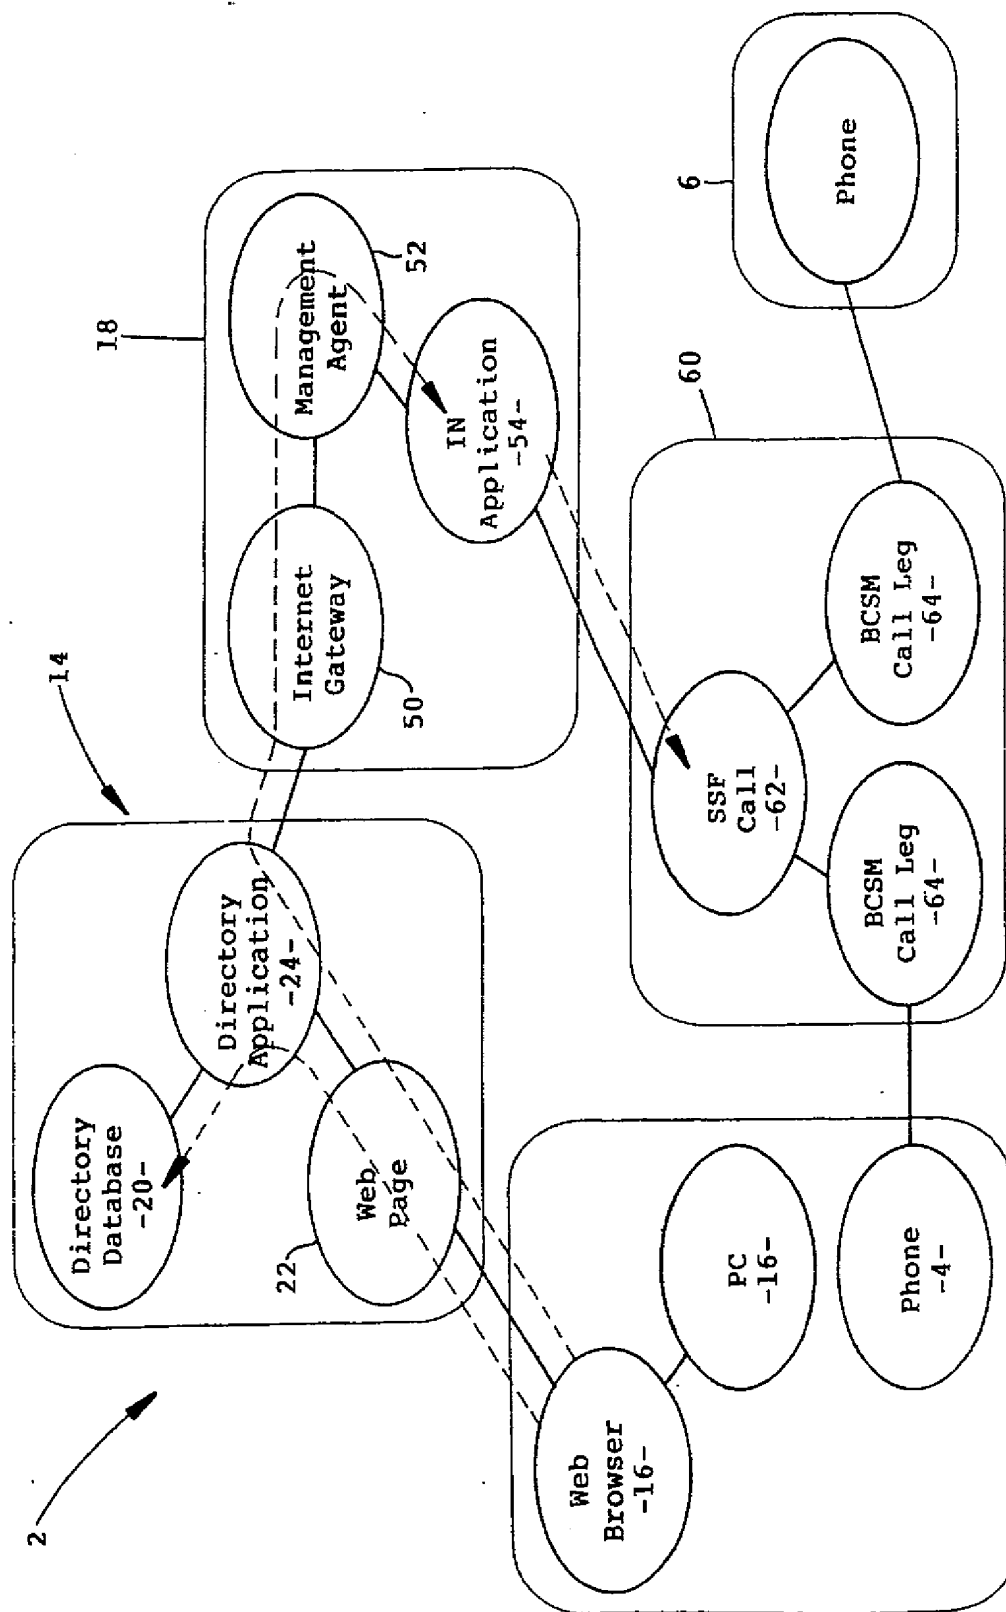 2
14
Directory
Database
-20-
Directory
Application
-24-
22
Web
Page
18
Internet
Gateway
50
Management
Agent
52
IN
Application
-54-
Web
Browser
-16-
PC
-16-
Phone
-4-
60
SSF
Call
-62-
BCSM
Call Leg
-64-
BCSM
Call Leg
-64-
6
Phone